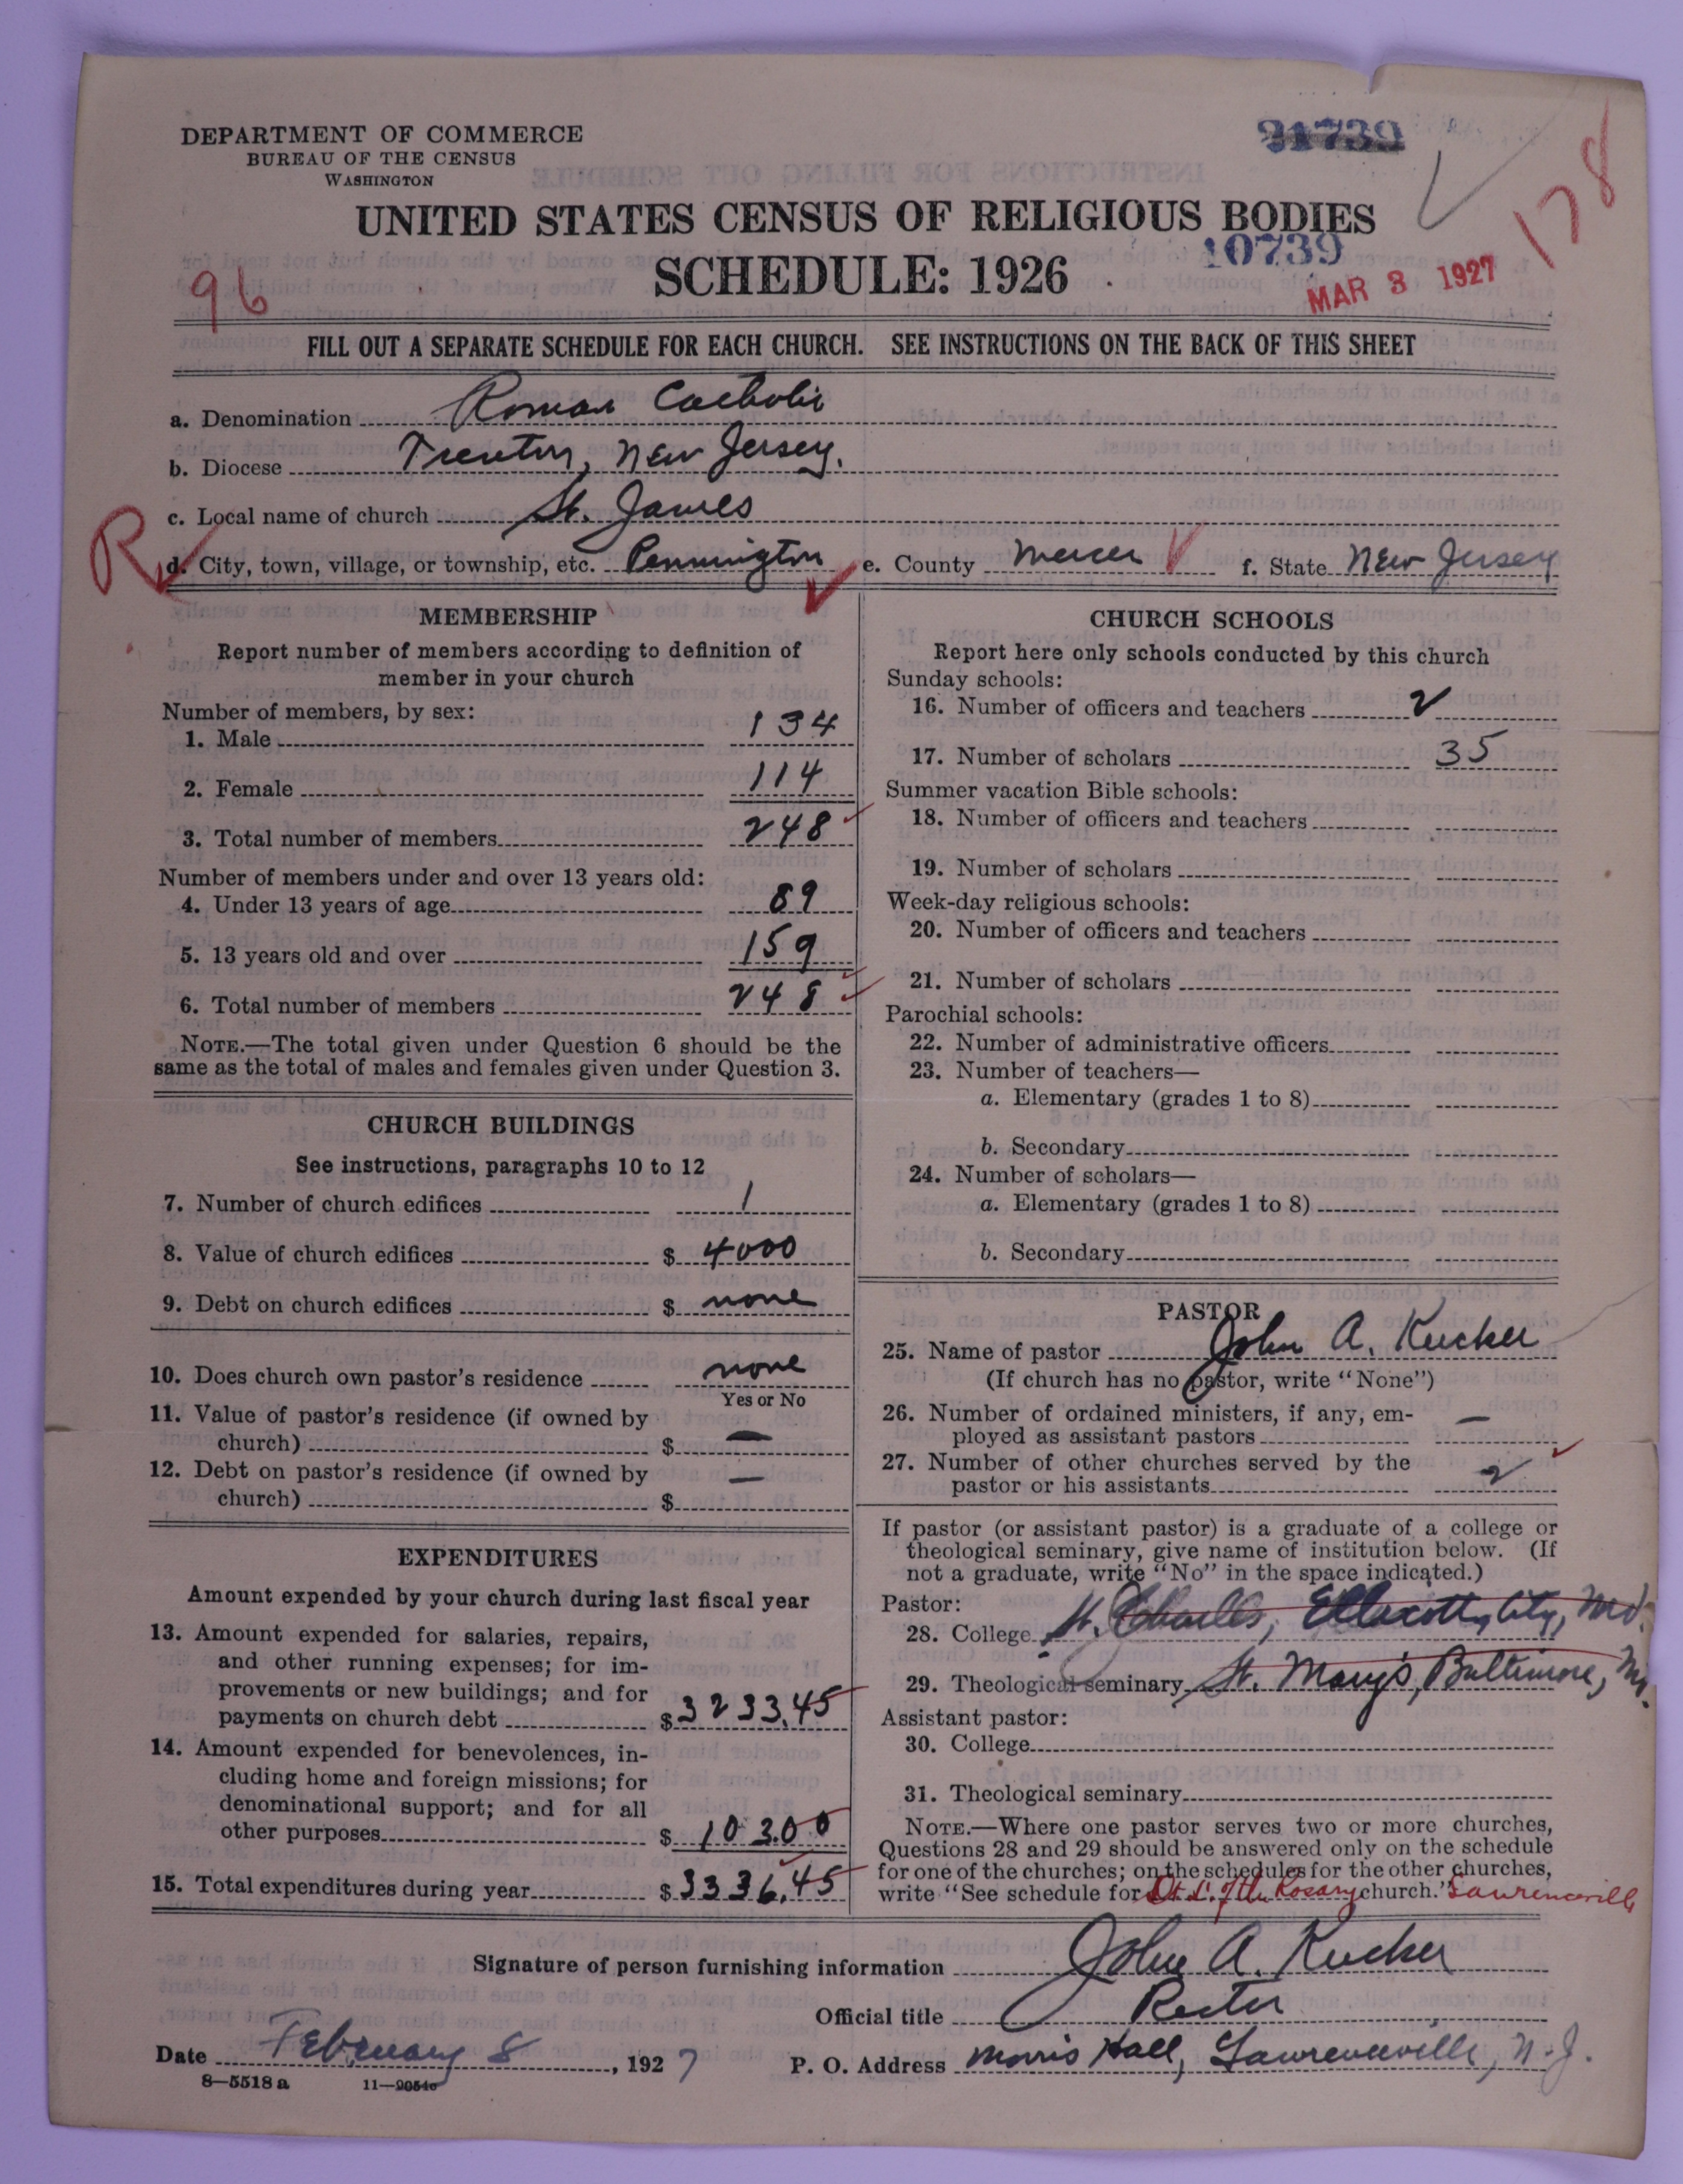 DEPARTMENT OF COMMERCE
BUREAU OF THE CENSUS
WASHINGTON
10739
178
UNITED STATES CENSUS OF RELIGIOUS BODIES
SCHEDULE: 1926
96
MAR 3 1927
FILL OUT A SEPARATE SCHEDULE FOR EACH CHURCH. SEE INSTRUCTIONS ON THE BACK OF THIS SHEET
a. Denomination Roman Catholic
b. Diocese Trenton, New Jersey.
c. Local name of church St. James
R
d. City, town, village, or township, etc. Pennington e. County Mercer f. State New Jersey
MEMBERSHIP
Report number of members according to definition of
member in your church
Number of members, by sex:
1. Male 134
2. Female 114
3. Total number of members 248
Number of members under and over 13 years old:
4. Under 13 years of age 89
5. 13 years old and over 159
6. Total number of members 248
NOTE.—The total given under Question 6 should be the
same as the total of males and females given under Question 3.
CHURCH BUILDINGS
See instructions, paragraphs 10 to 12
7. Number of church edifices 1
8. Value of church edifices $ 4000
9. Debt on church edifices $ none
10. Does church own pastor's residence none
Yes or No
11. Value of pastor's residence (if owned by
church) $ —
12. Debt on pastor's residence (if owned by
church) $ —
EXPENDITURES
Amount expended by your church during last fiscal year
13. Amount expended for salaries, repairs,
and other running expenses; for im-
provements or new buildings; and for
payments on church debt $ 3233.45
14. Amount expended for benevolences, in-
cluding home and foreign missions; for
denominational support; and for all
other purposes $ 103.00
15. Total expenditures during year $ 3336.45
CHURCH SCHOOLS
Report here only schools conducted by this church
Sunday schools:
16. Number of officers and teachers 2
17. Number of scholars 35
Summer vacation Bible schools:
18. Number of officers and teachers
19. Number of scholars
Week-day religious schools:
20. Number of officers and teachers
21. Number of scholars
Parochial schools:
22. Number of administrative officers
23. Number of teachers—
a. Elementary (grades 1 to 8)
b. Secondary
24. Number of scholars—
a. Elementary (grades 1 to 8)
b. Secondary
PASTOR
25. Name of pastor John A. Kucker
(If church has no pastor, write "None")
26. Number of ordained ministers, if any, em-
ployed as assistant pastors —
27. Number of other churches served by the
pastor or his assistants 2
If pastor (or assistant pastor) is a graduate of a college or
theological seminary, give name of institution below. (If
not a graduate, write "No" in the space indicated.)
Pastor:
28. College St. Charles, Ellicott City, Md.
29. Theological seminary St. Mary's, Baltimore, Md.
Assistant pastor:
30. College
31. Theological seminary
NOTE.—Where one pastor serves two or more churches,
Questions 28 and 29 should be answered only on the schedule
for one of the churches; on the schedules for the other churches,
write "See schedule for of the Rosary church." Lawrenceville
Signature of person furnishing information John A. Kucker
Official title Rector
Date February 8, 1927 P. O. Address Morris Hall, Lawrenceville, N.J.
8—5518 a